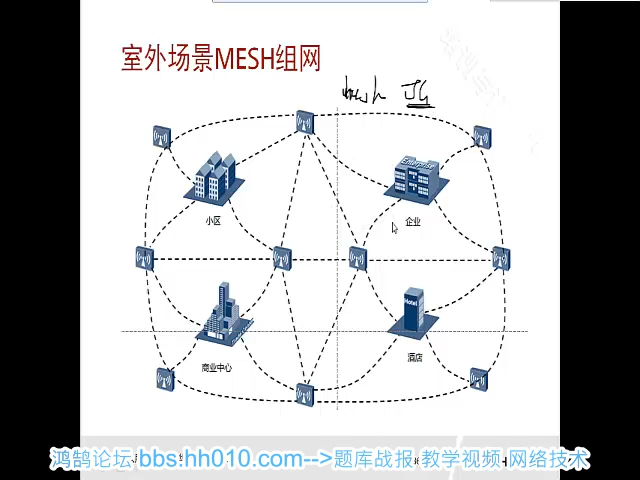 室外场景MESH组网
mesh
Enterprise
小区
企业
Hotel
商业中心
酒店
鸿鹄论坛 bbs.hh010.com-->题库战报 教学视频 网络技术